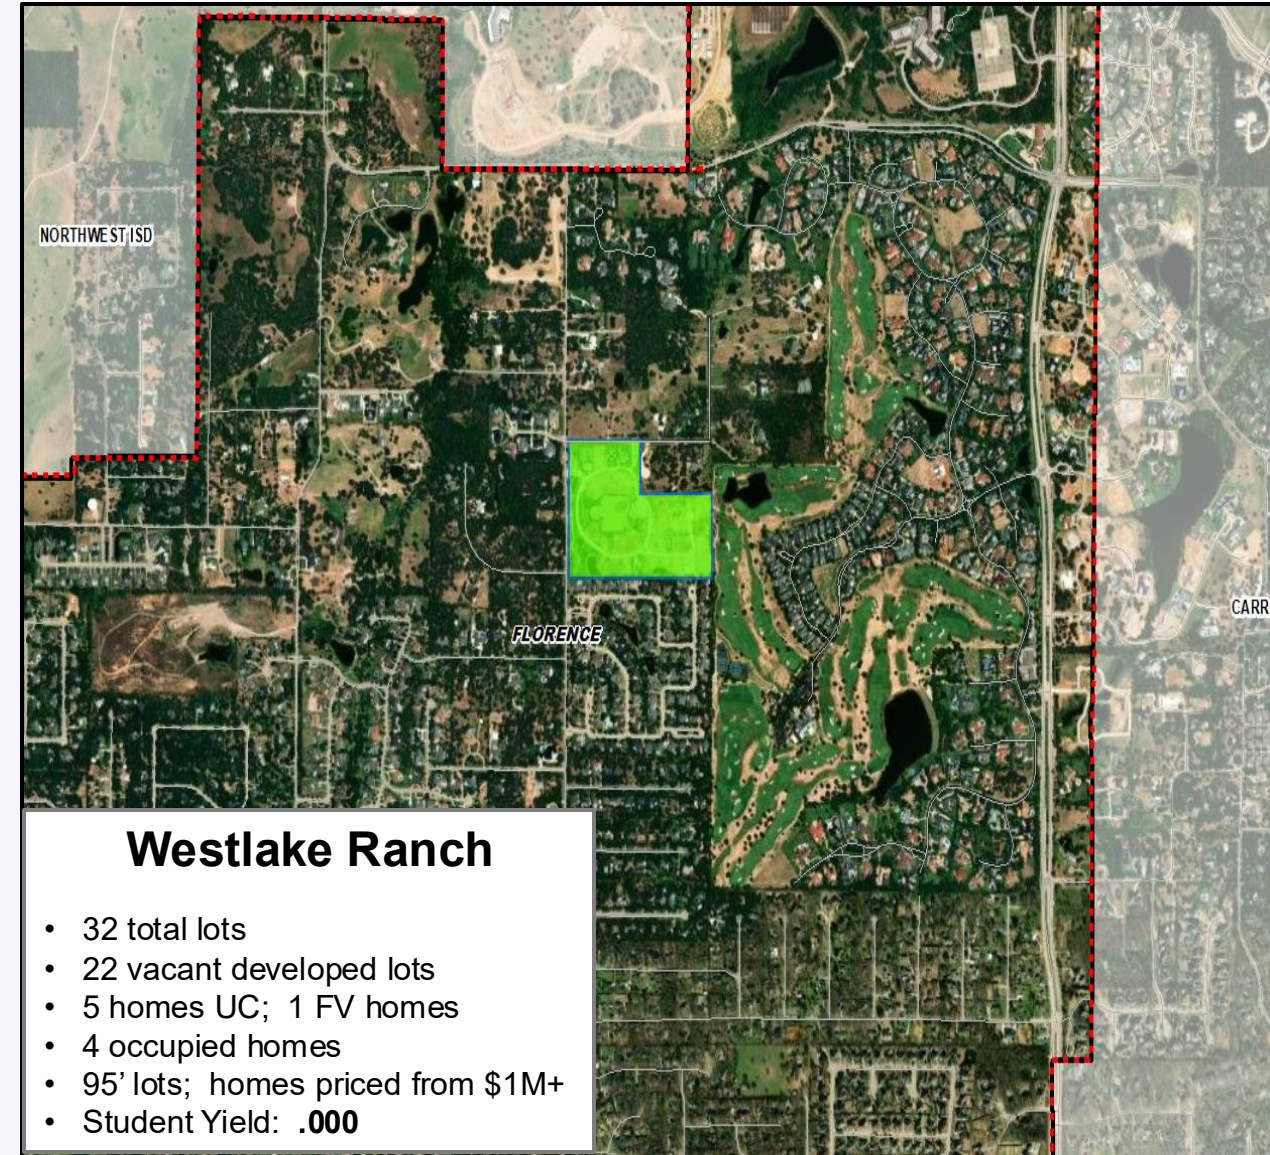 NORTHWEST ISD
CARR
FLORENCE
Westlake Ranch
• 32 total lots
• 22 vacant developed lots
• 5 homes UC;  1 FV homes
• 4 occupied homes
• 95’ lots;  homes priced from $1M+
• Student Yield:  .000